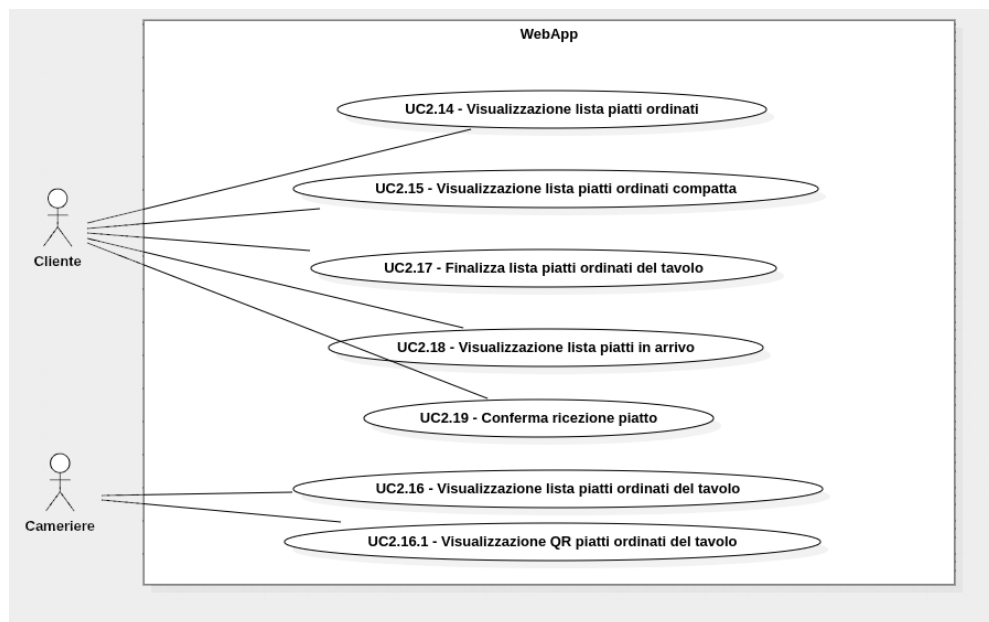 WebApp
UC2.14 - Visualizzazione lista piatti ordinati
UC2.15 - Visualizzazione lista piatti ordinati compatta
Cliente
UC2.17 - Finalizza lista piatti ordinati del tavolo
UC2.18 - Visualizzazione lista piatti in arrivo
UC2.19 - Conferma ricezione piatto
UC2.16 - Visualizzazione lista piatti ordinati del tavolo
Cameriere
UC2.16.1 - Visualizzazione QR piatti ordinati del tavolo